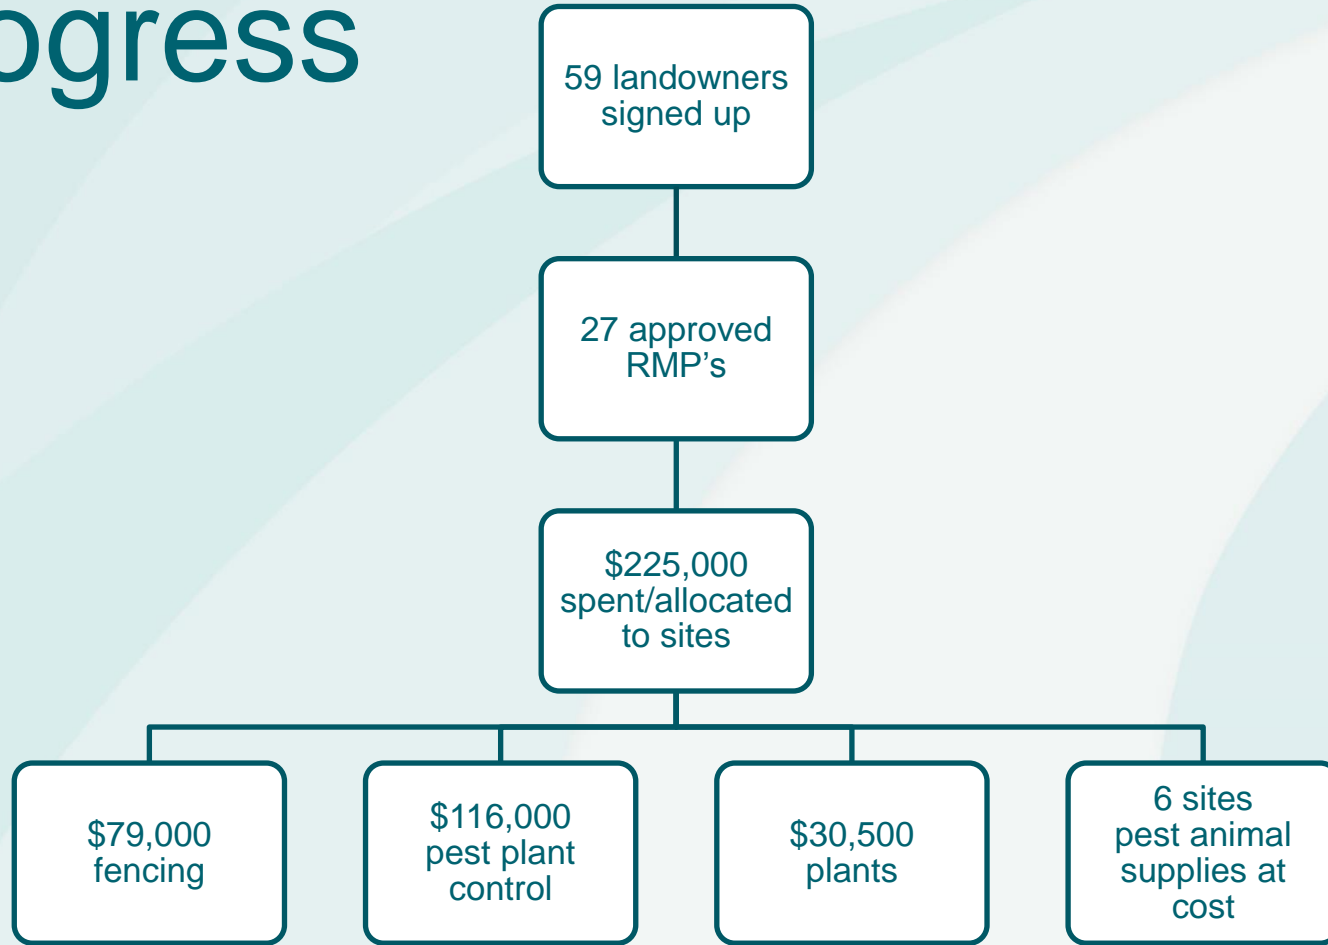 ogress
59 landowners
signed up
27 approved
RMP’s
$225,000
spent/allocated
to sites
$79,000
fencing
$116,000
pest plant
control
$30,500
plants
6 sites
pest animal
supplies at
cost